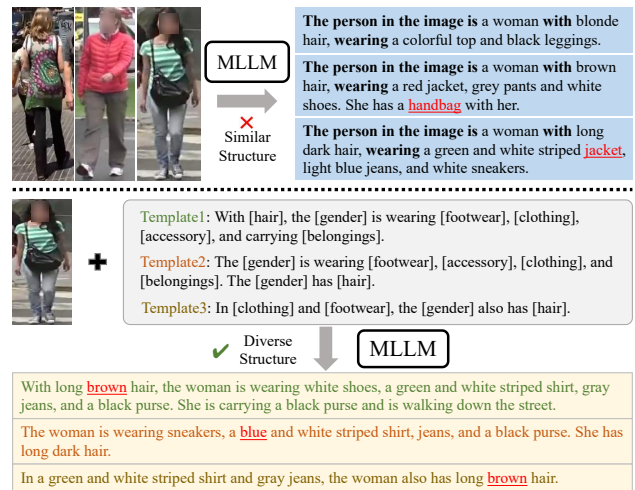 The person in the image is a woman with blonde
hair, wearing a colorful top and black leggings.
The person in the image is a woman with brown
hair, wearing a red jacket, grey pants and white
shoes. She has a handbag with her.
The person in the image is a woman with long
dark hair, wearing a green and white striped jacket,
light blue jeans, and white sneakers.
MLLM
Similar
Structure
Template1: With [hair], the [gender] is wearing [footwear], [clothing],
[accessory], and carrying [belongings].
Template2: The [gender] is wearing [footwear], [accessory], [clothing], and
[belongings]. The [gender] has [hair].
Template3: In [clothing] and [footwear], the [gender] also has [hair].
Diverse
Structure
MLLM
With long brown hair, the woman is wearing white shoes, a green and white striped shirt, gray
jeans, and a black purse. She is carrying a black purse and is walking down the street.
The woman is wearing sneakers, a blue and white striped shirt, jeans, and a black purse. She has
long dark hair.
In a green and white striped shirt and gray jeans, the woman also has long brown hair.